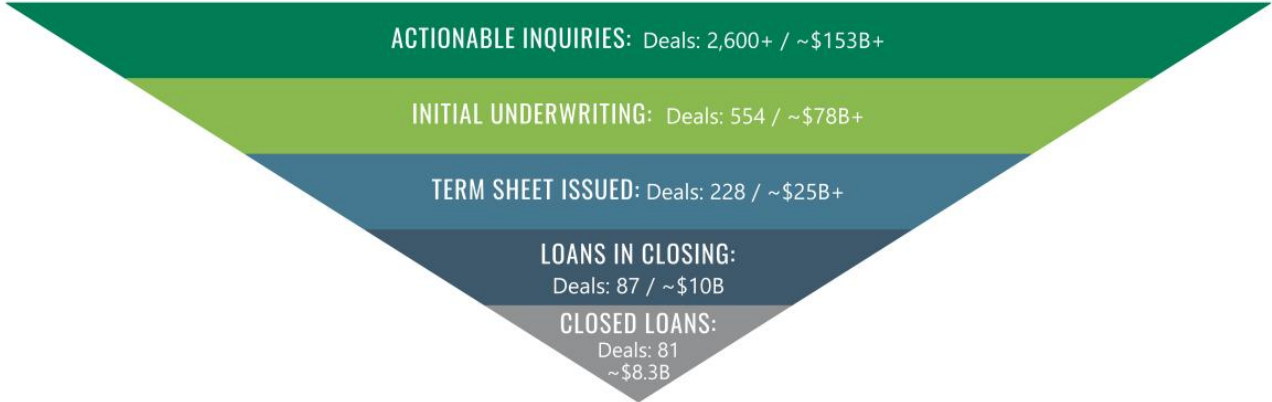 ACTIONABLE INQUIRIES: Deals: 2,600+ / ~$153B+
INITIAL UNDERWRITING: Deals: 554 / ~$78B+
TERM SHEET ISSUED: Deals: 228 / ~$25B+
LOANS IN CLOSING:
Deals: 87 / ~$10B
CLOSED LOANS:
Deals: 81
~$8.3B